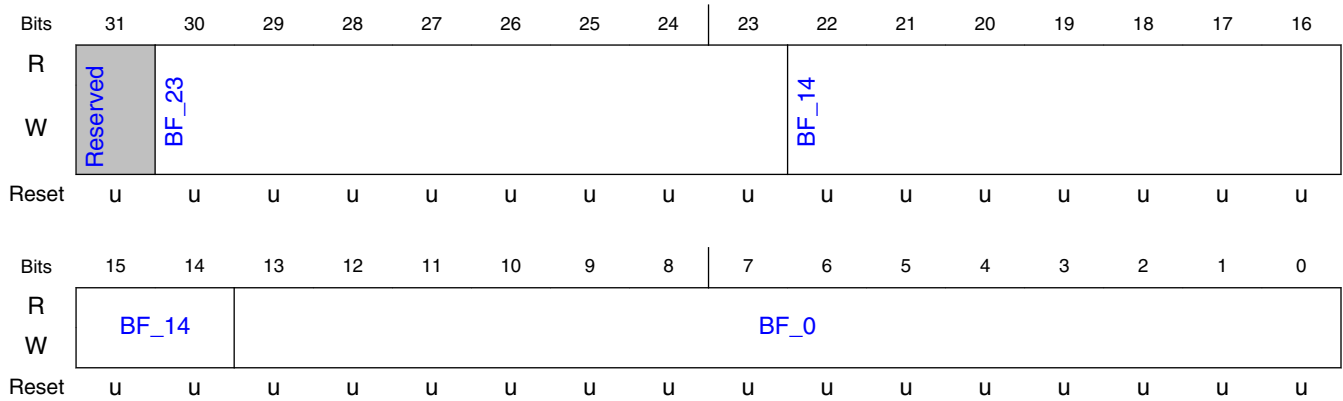 Bits 31 30 29 28 27 26 25 24 23 22 21 20 19 18 17 16
R
W
Reserved
BF_23
BF_14
Reset u u u u u u u u u u u u u u u u
Bits 15 14 13 12 11 10 9 8 7 6 5 4 3 2 1 0
R
W
BF_14 BF_0
Reset u u u u u u u u u u u u u u u u